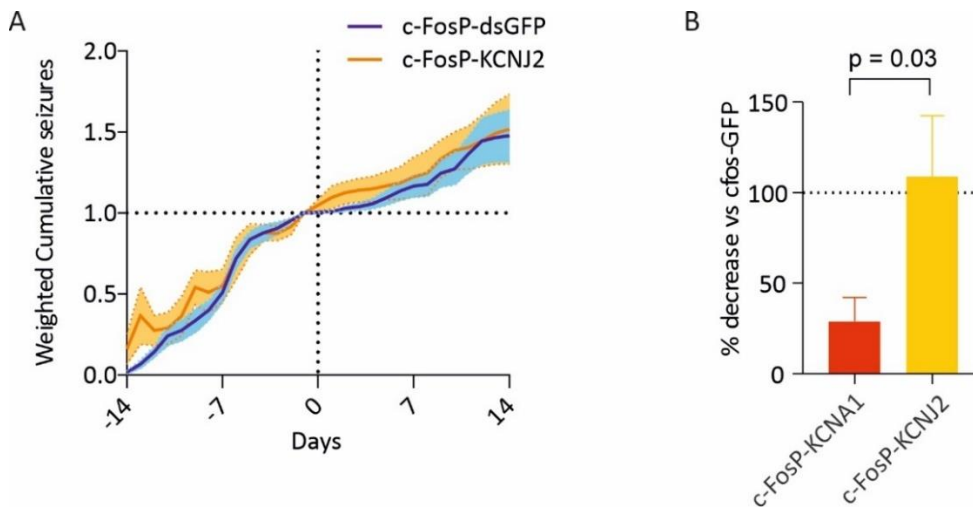 A
c-FosP-dsGFP
c-FosP-KCNJ2
Weighted Cumulative seizures
2.0
1.5
1.0
0.5
0.0
-14
-7
0
7
14
Days
B
p = 0.03
% decrease vs cfos-GFP
150
100
50
0
c-FosP-KCNA1
c-FosP-KCNJ2